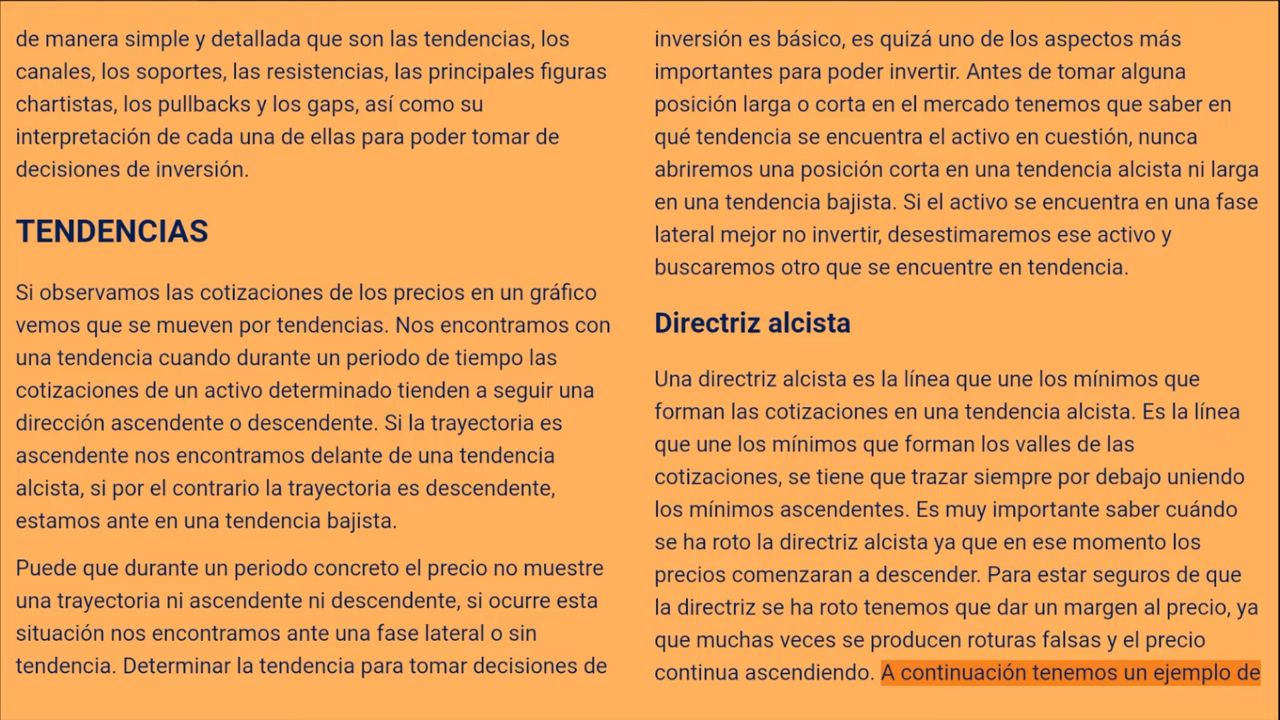 de manera simple y detallada que son las tendencias, los
canales, los soportes, las resistencias, las principales figuras
chartistas, los pullbacks y los gaps, así como su
interpretación de cada una de ellas para poder tomar de
decisiones de inversión.
TENDENCIAS
Si observamos las cotizaciones de los precios en un gráfico
vemos que se mueven por tendencias. Nos encontramos con
una tendencia cuando durante un periodo de tiempo las
cotizaciones de un activo determinado tienden a seguir una
dirección ascendente o descendente. Si la trayectoria es
ascendente nos encontramos delante de una tendencia
alcista, si por el contrario la trayectoria es descendente,
estamos ante en una tendencia bajista.
Puede que durante un periodo concreto el precio no muestre
una trayectoria ni ascendente ni descendente, si ocurre esta
situación nos encontramos ante una fase lateral o sin
tendencia. Determinar la tendencia para tomar decisiones de
inversión es básico, es quizá uno de los aspectos más
importantes para poder invertir. Antes de tomar alguna
posición larga o corta en el mercado tenemos que saber en
qué tendencia se encuentra el activo en cuestión, nunca
abriremos una posición corta en una tendencia alcista ni larga
en una tendencia bajista. Si el activo se encuentra en una fase
lateral mejor no invertir, desestimaremos ese activo y
buscaremos otro que se encuentre en tendencia.
Directriz alcista
Una directriz alcista es la línea que une los mínimos que
forman las cotizaciones en una tendencia alcista. Es la línea
que une los mínimos que forman los valles de las
cotizaciones, se tiene que trazar siempre por debajo uniendo
los mínimos ascendentes. Es muy importante saber cuándo
se ha roto la directriz alcista ya que en ese momento los
precios comenzaran a descender. Para estar seguros de que
la directriz se ha roto tenemos que dar un margen al precio, ya
que muchas veces se producen roturas falsas y el precio
continua ascendiendo. A continuación tenemos un ejemplo de